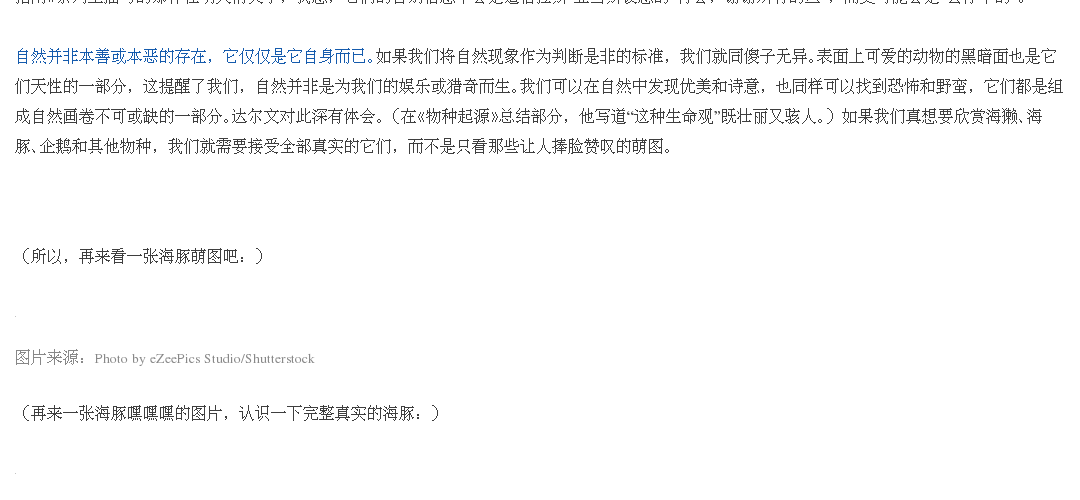 自然并非本善或本恶的存在，它仅仅是它自身而已。如果我们将自然现象作为判断是非的标准，我们就同傻子无异。表面上可爱的动物的黑暗面也是它
们天性的一部分，这提醒了我们，自然并非是为我们的娱乐或猎奇而生。我们可以在自然中发现优美和诗意，也同样可以找到恐怖和野蛮，它们都是组
成自然画卷不可或缺的一部分。达尔文对此深有体会。（在《物种起源》总结部分，他写道“这种生命观”既壮丽又骇人。）如果我们真想要欣赏海獭、海
豚、企鹅和其他物种，我们就需要接受全部真实的它们，而不是只看那些让人捧脸赞叹的萌图。
（所以，再来看一张海豚萌图吧：）
图片来源：Photo by eZeePics Studio/Shutterstock
（再来一张海豚嘿嘿嘿的图片，认识一下完整真实的海豚：）